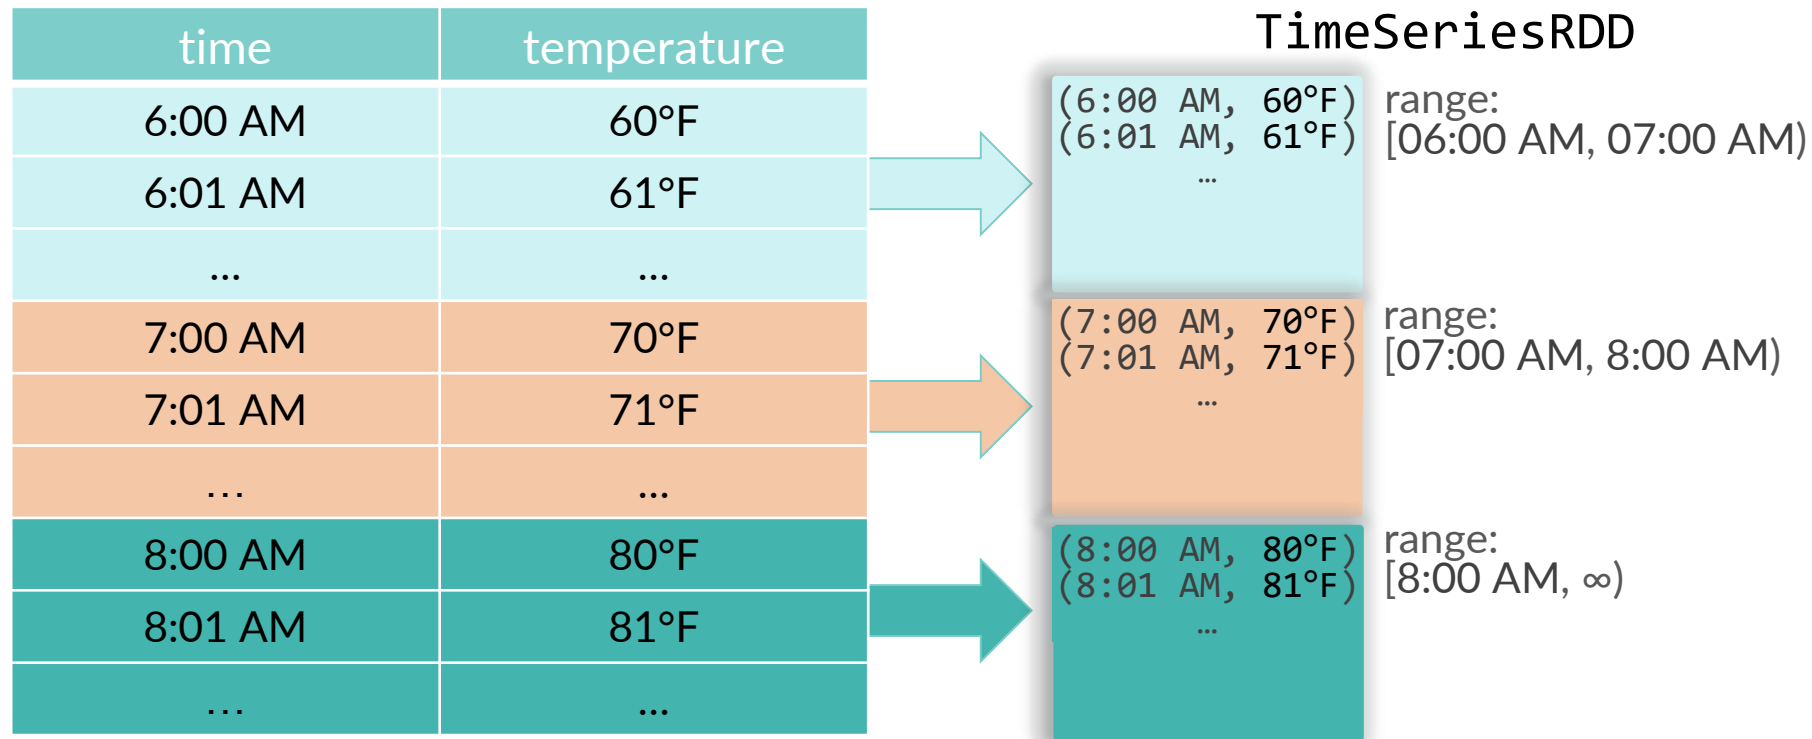 time temperature
6:00 AM 60°F
6:01 AM 61°F
... ...
7:00 AM 70°F
7:01 AM 71°F
... ...
8:00 AM 80°F
8:01 AM 81°F
... ...
TimeSeriesRDD
(6:00 AM, 60°F)
(6:01 AM, 61°F)
...
range:
[06:00 AM, 07:00 AM)
(7:00 AM, 70°F)
(7:01 AM, 71°F)
...
range:
[07:00 AM, 8:00 AM)
(8:00 AM, 80°F)
(8:01 AM, 81°F)
...
range:
[8:00 AM, ∞)